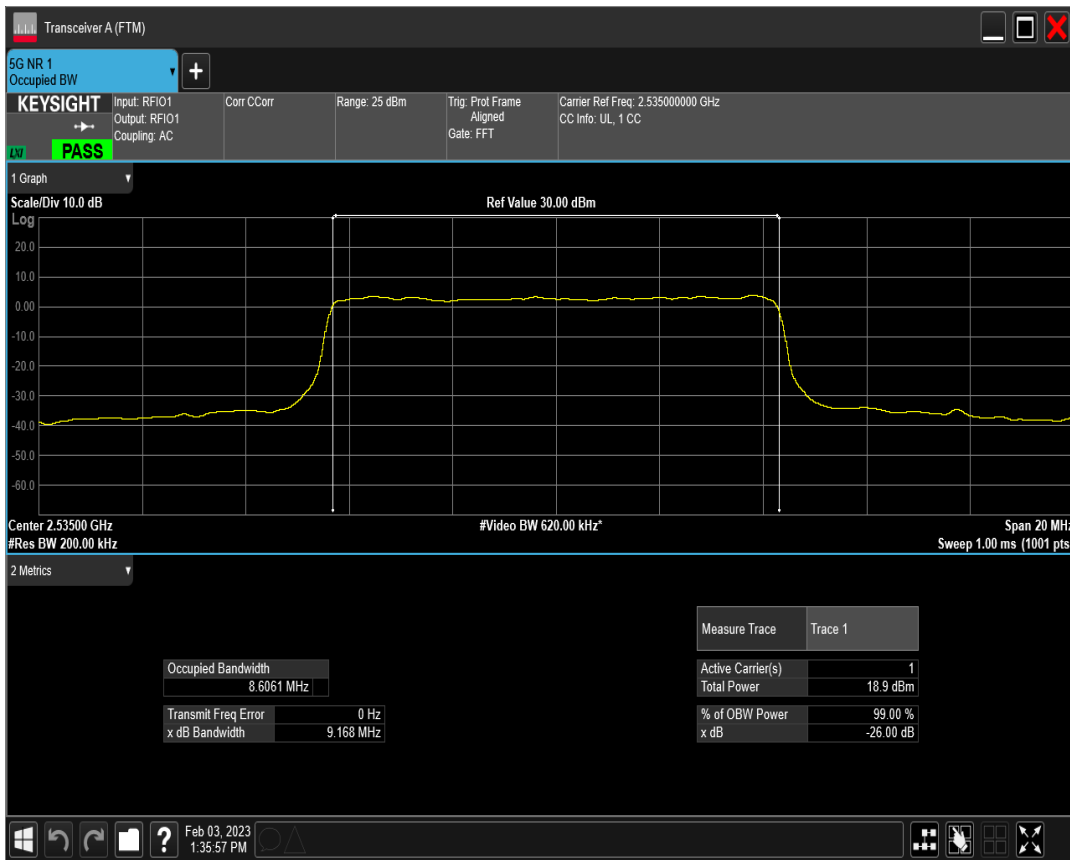 Transceiver A (FTM)
5G NR 1
Occupied BW
+
KEYSIGHT
LXI
PASS
Input: RFIO1
Output: RFIO1
Coupling: AC
Corr CCorr
Range: 25 dBm
Trig: Prot Frame
Aligned
Gate: FFT
Carrier Ref Freq: 2.535000000 GHz
CC Info: UL, 1 CC
1 Graph
Scale/Div 10.0 dB
Ref Value 30.00 dBm
Log
20.0
10.0
0.00
-10.0
-20.0
-30.0
-40.0
-50.0
-60.0
Center 2.53500 GHz
#Video BW 620.00 kHz*
Span 20 MHz
#Res BW 200.00 kHz
Sweep 1.00 ms (1001 pts
2 Metrics
Measure Trace Trace 1
Occupied Bandwidth
8.6061 MHz
Active Carrier(s) 1
Total Power 18.9 dBm
Transmit Freq Error 0 Hz
x dB Bandwidth 9.168 MHz
% of OBW Power 99.00 %
x dB -26.00 dB
?
Feb 03, 2023
1:35:57 PM